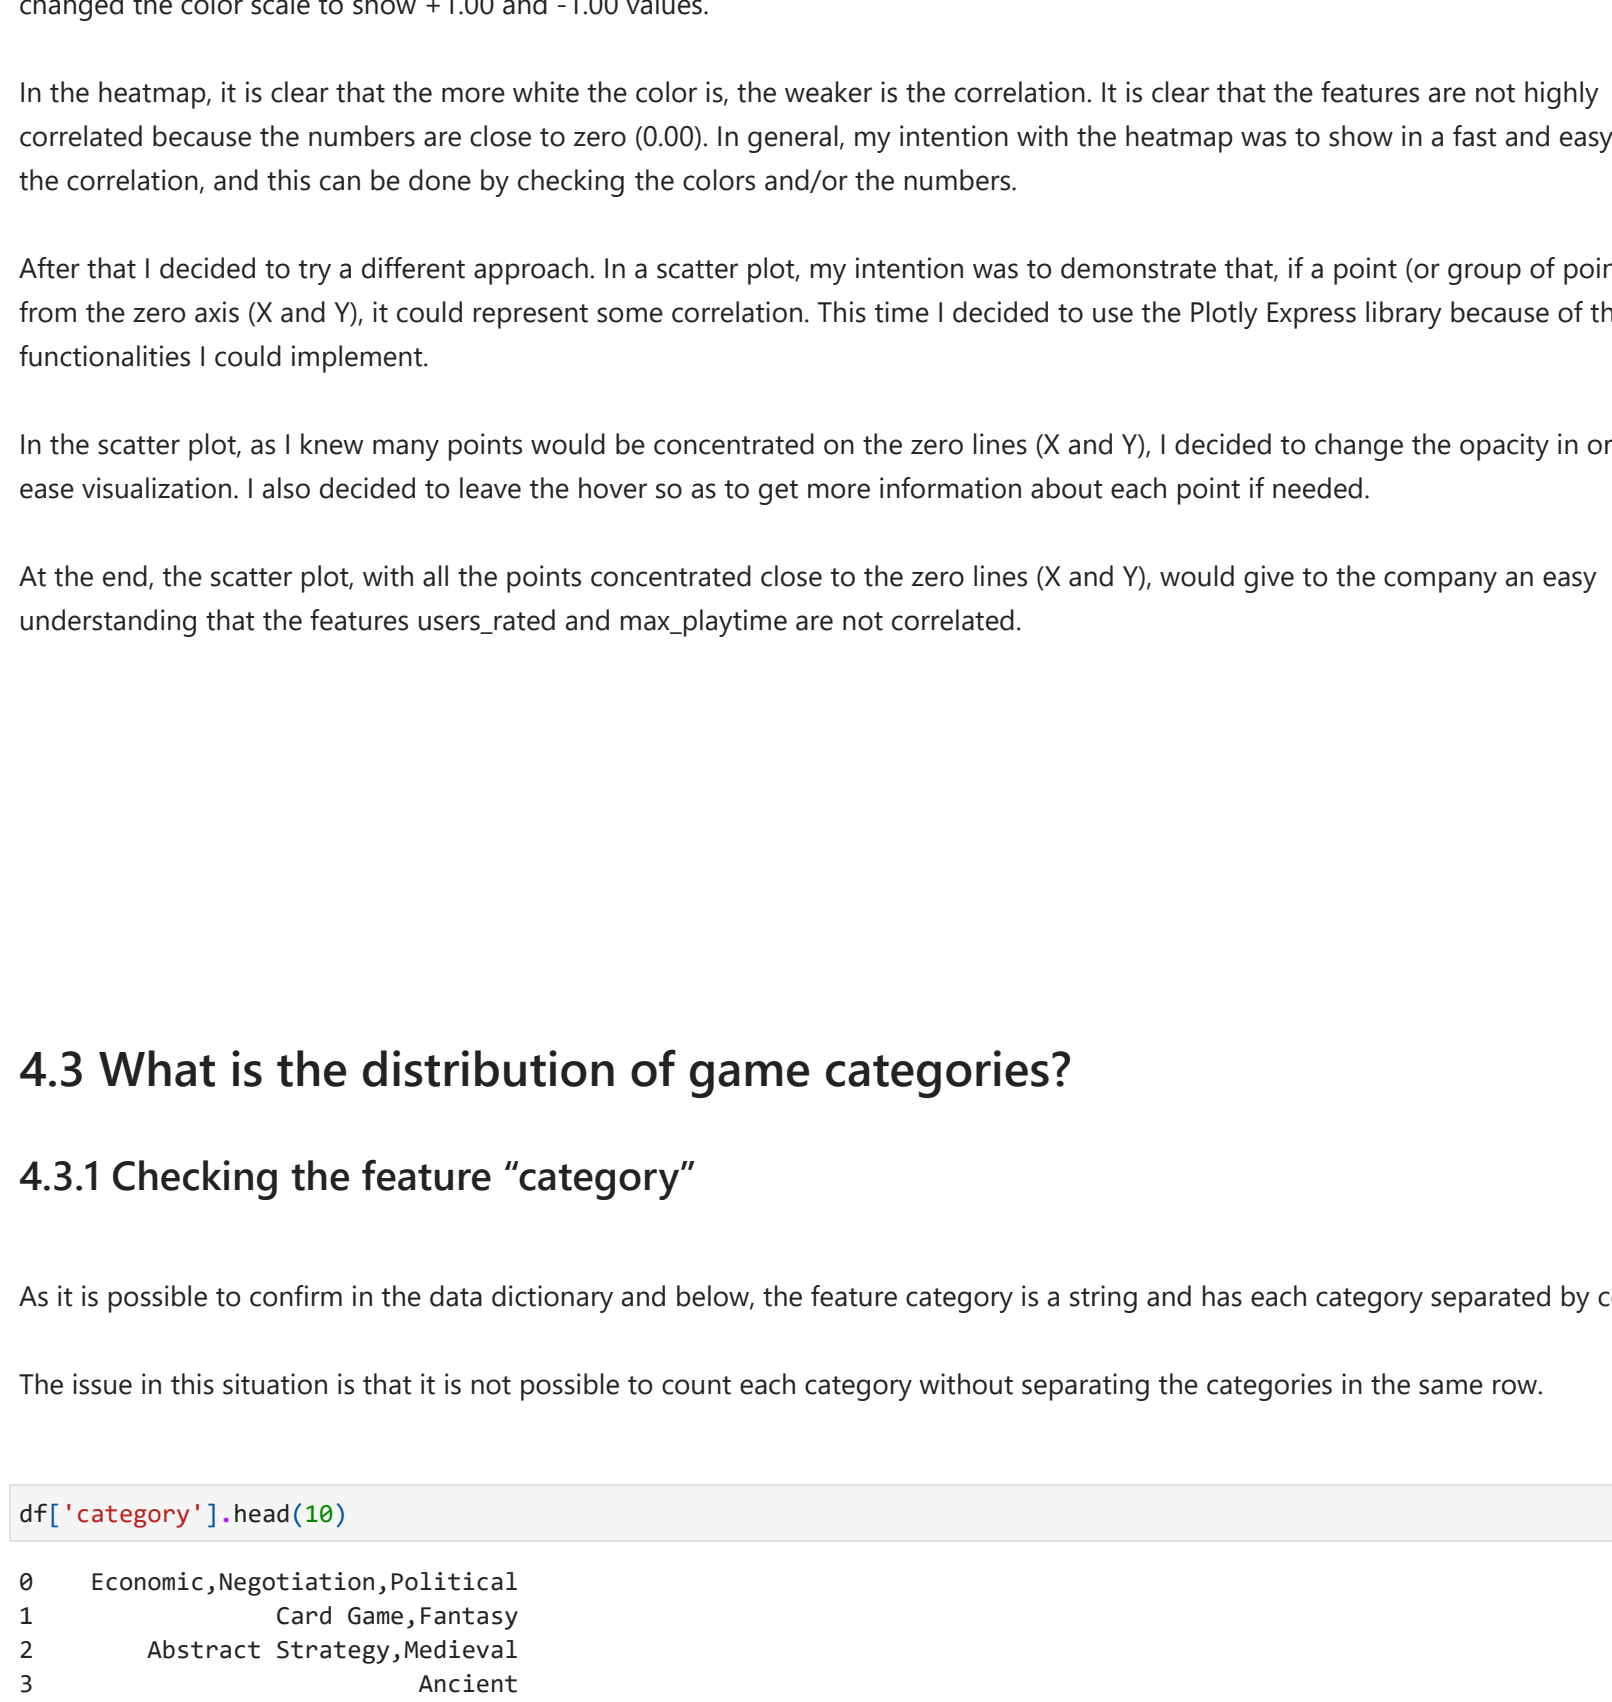 changed the color scale to show +1.00 and -1.00 values.
In the heatmap, it is clear that the more white the color is, the weaker is the correlation. It is clear that the features are not highly
correlated because the numbers are close to zero (0.00). In general, my intention with the heatmap was to show in a fast and easy
the correlation, and this can be done by checking the colors and/or the numbers.
After that I decided to try a different approach. In a scatter plot, my intention was to demonstrate that, if a point (or group of
from the zero axis (X and Y), it could represent some correlation. This time I decided to use the Plotly Express library because of
functionalities I could implement.
In the scatter plot, as I knew many points would be concentrated on the zero lines (X and Y), I decided to change the opacity in
ease visualization. I also decided to leave the hover so as to get more information about each point if needed.
At the end, the scatter plot, with all the points concentrated close to the zero lines (X and Y), would give to the company an easy
understanding that the features users_rated and max_playtime are not correlated.
4.3 What is the distribution of game categories?
4.3.1 Checking the feature “category”
As it is possible to confirm in the data dictionary and below, the feature category is a string and has each category separated by
The issue in this situation is that it is not possible to count each category without separating the categories in the same row.
df['category'].head(10)
0 Economic,Negotiation,Political
1 Card Game,Fantasy
2 Abstract Strategy,Medieval
3 Ancient